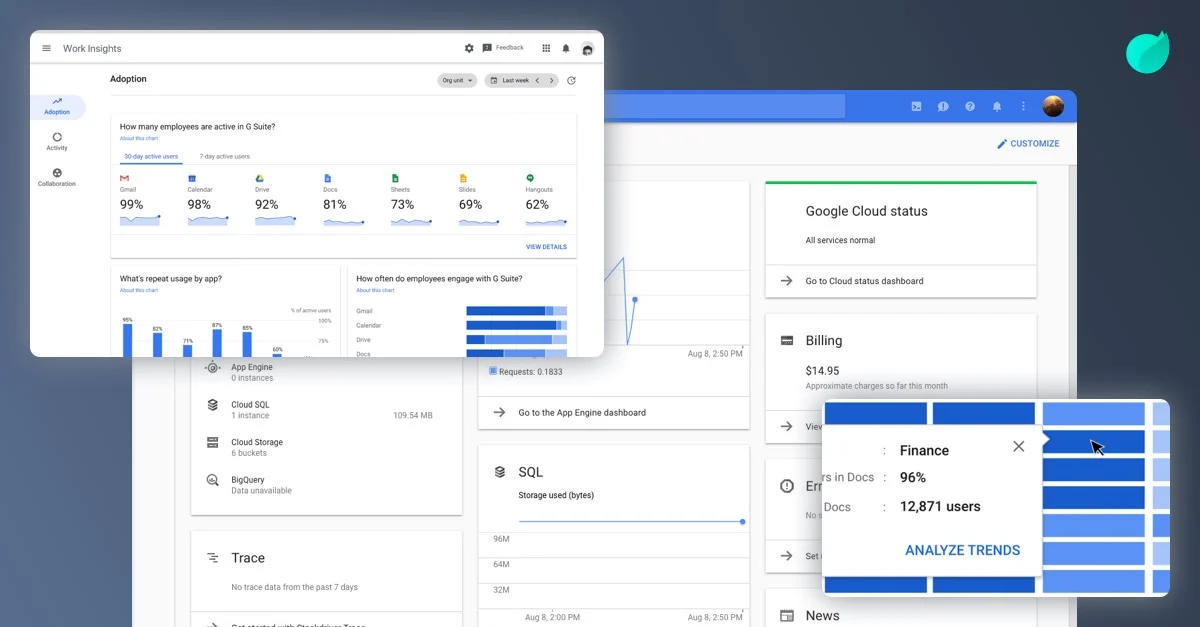 Work Insights
Feedback
Adoption
Org unit
Last week
Adoption
Activity
Collaboration
How many employees are active in G Suite?
About this chart
30-day active users
7-day active users
Gmail
Calendar
Drive
Docs
Sheets
Slides
Hangouts
99%
98%
92%
81%
73%
69%
62%
VIEW DETAILS
What's repeat usage by app?
About this chart
% of active users
100%
75%
95%
82%
71%
87%
85%
60%
How often do employees engage with G Suite?
About this chart
Gmail
Calendar
Drive
Docs
CUSTOMIZE
App Engine
0 instances
Cloud SQL
1 instance
109.54 MB
Cloud Storage
6 buckets
BigQuery
Data unavailable
Trace
No trace data from the past 7 days
Aug 8, 2:50 PM
Requests: 0.1833
Go to the App Engine dashboard
SQL
Storage used (bytes)
96M
64M
32M
Aug 8, 2:00 PM
Aug 8, 2:50 PM
Google Cloud status
All services normal
Go to Cloud status dashboard
Billing
$14.95
Approximate charges so far this month
News
: Finance
rs in Docs : 96%
Docs : 12,871 users
ANALYZE TRENDS